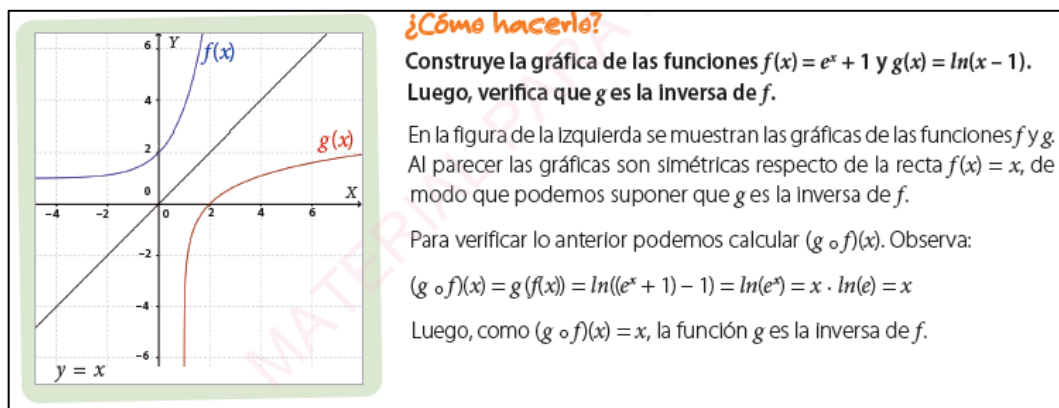 ¿Cómo hacerlo?
Construye la gráfica de las funciones f(x) = eˣ + 1 y g(x) = ln(x – 1).
Luego, verifica que g es la inversa de f.
En la figura de la izquierda se muestran las gráficas de las funciones f y g.
Al parecer las gráficas son simétricas respecto de la recta f(x) = x, de
modo que podemos suponer que g es la inversa de f.
Para verificar lo anterior podemos calcular (g ∘ f)(x). Observa:
(g ∘ f)(x) = g(f(x)) = ln((eˣ + 1) – 1) = ln(eˣ) = x · ln(e) = x
Luego, como (g ∘ f)(x) = x, la función g es la inversa de f.
6 Y f(x)
4
2 g(x)
0 X
–4 –2 0 2 4 6
–2
–4
–6
y = x
MATERIAL PARA